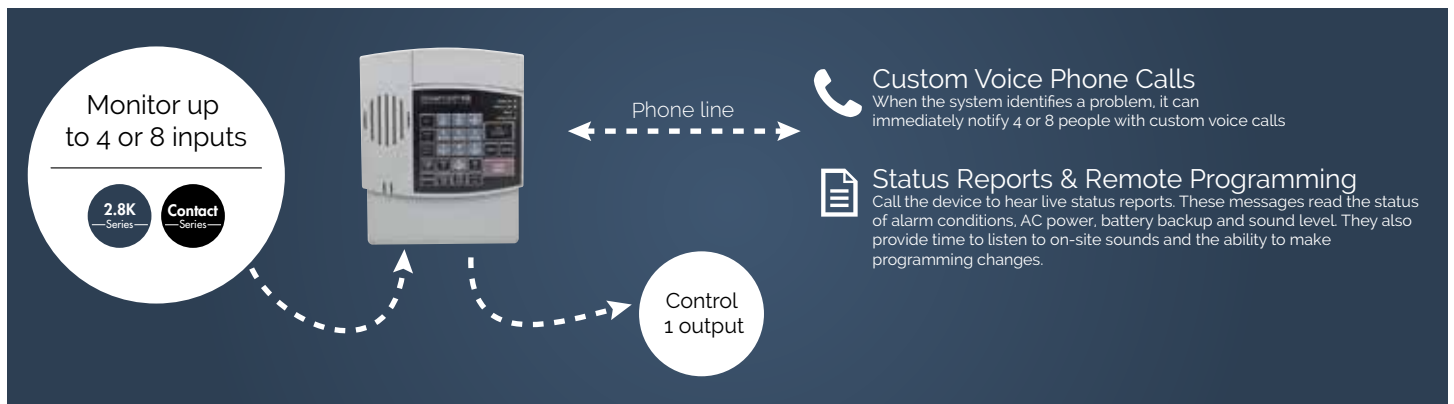 Monitor up
to 4 or 8 inputs
2.8K
Series
Contact
Series
Phone line
Control
1 output
Custom Voice Phone Calls
When the system identifies a problem, it can
immediately notify 4 or 8 people with custom voice calls
Status Reports & Remote Programming
Call the device to hear live status reports. These messages read the status
of alarm conditions, AC power, battery backup and sound level. They also
provide time to listen to on-site sounds and the ability to make
programming changes.